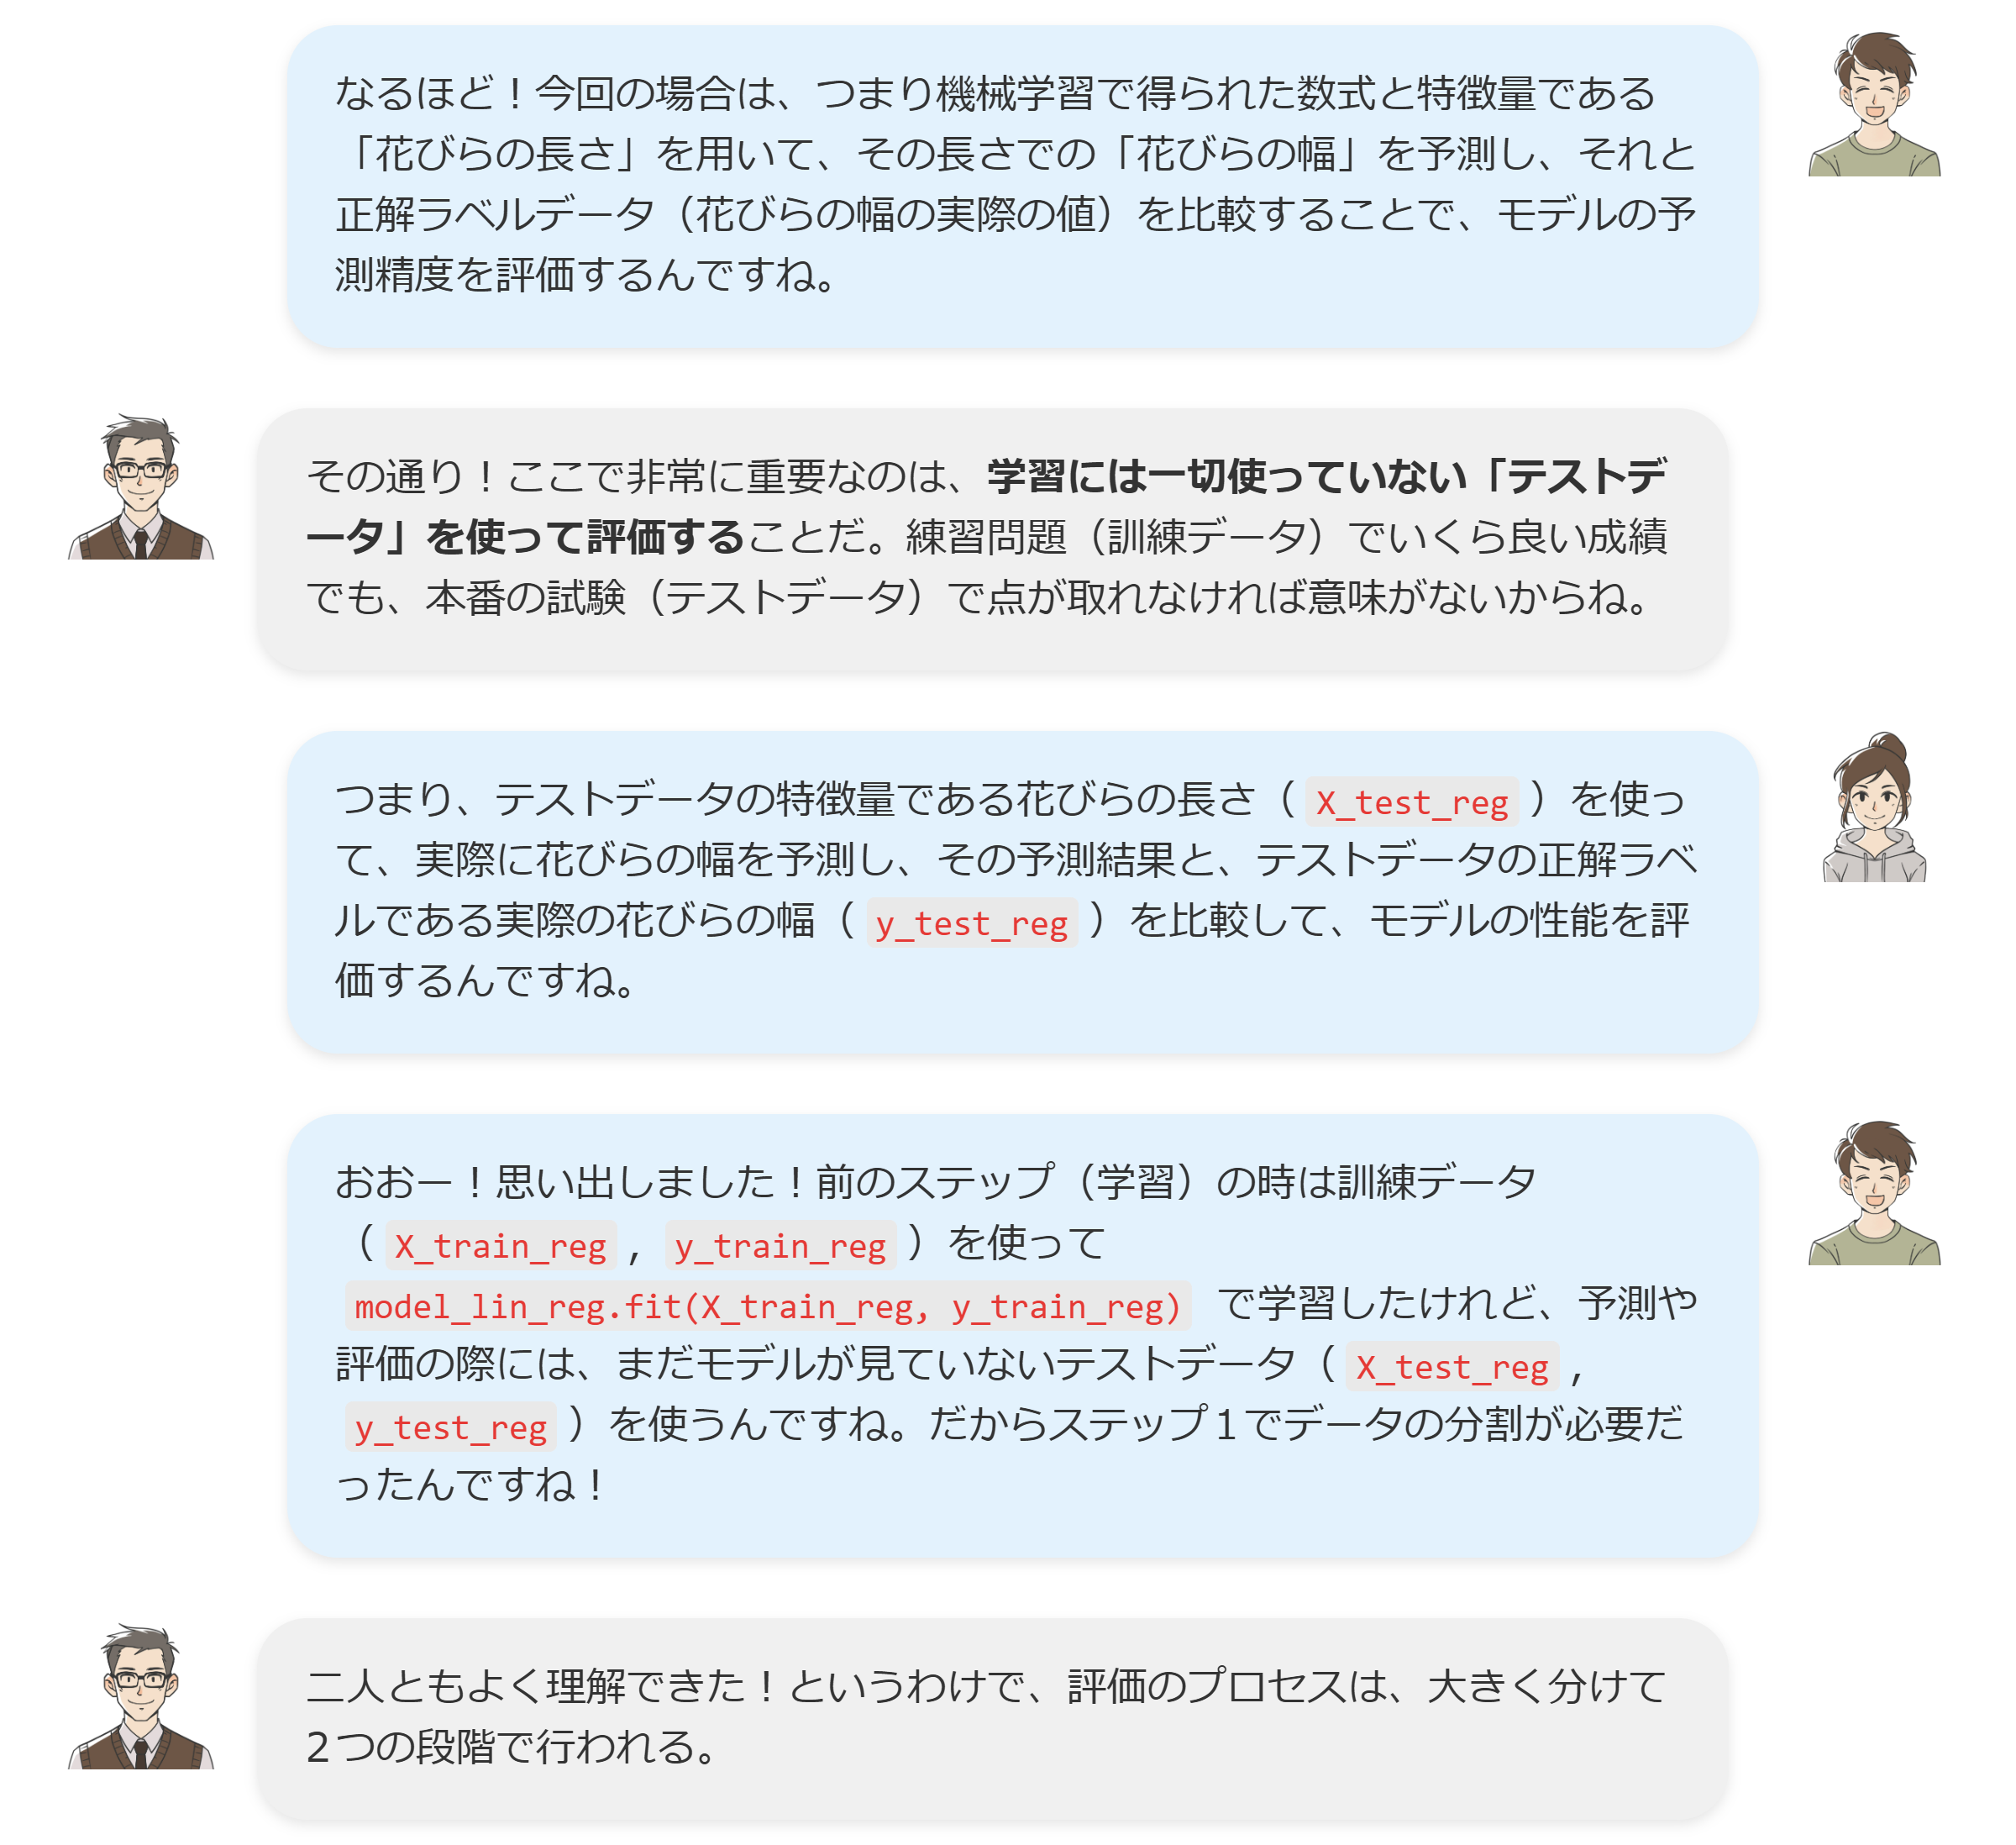 なるほど！今回の場合は、つまり機械学習で得られた数式と特徴量である
「花びらの長さ」を用いて、その長さでの「花びらの幅」を予測し、それと
正解ラベルデータ（花びらの幅の実際の値）を比較することで、モデルの予
測精度を評価するんですね。
その通り！ここで非常に重要なのは、学習には一切使っていない「テストデ
ータ」を使って評価することだ。練習問題（訓練データ）でいくら良い成績
でも、本番の試験（テストデータ）で点が取れなければ意味がないからね。
つまり、テストデータの特徴量である花びらの長さ（ X_test_reg ）を使っ
て、実際に花びらの幅を予測し、その予測結果と、テストデータの正解ラベ
ルである実際の花びらの幅（ y_test_reg ）を比較して、モデルの性能を評
価するんですね。
おおー！思い出しました！前のステップ（学習）の時は訓練データ
（ X_train_reg , y_train_reg ）を使って
model_lin_reg.fit(X_train_reg, y_train_reg) で学習したけれど、予測や
評価の際には、まだモデルが見ていないテストデータ（ X_test_reg ,
y_test_reg ）を使うんですね。だからステップ１でデータの分割が必要だ
ったんですね！
二人ともよく理解できた！というわけで、評価のプロセスは、大きく分けて
２つの段階で行われる。